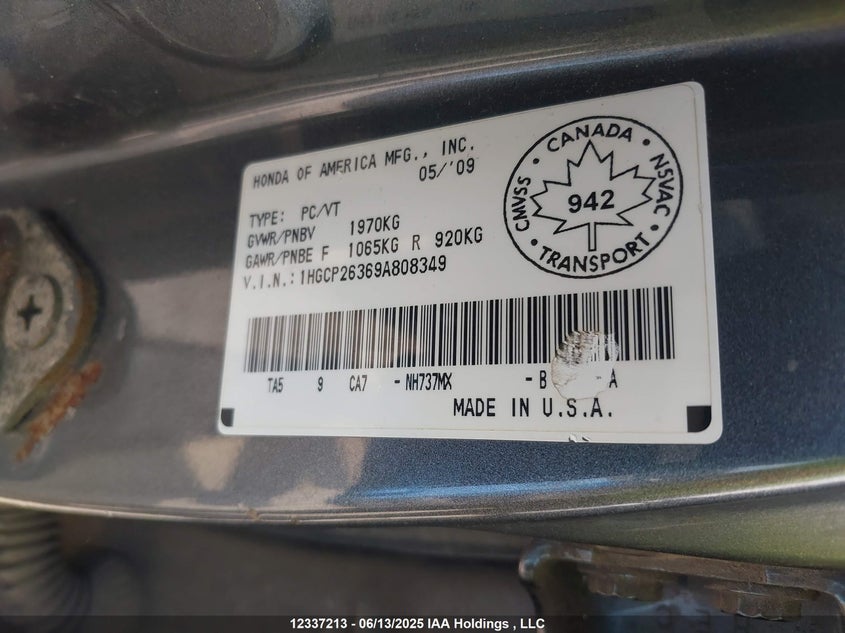 HONDA OF AMERICA MFG., INC.
05/'09
TYPE: PC/VT
GVWR/PNBV 1970KG
GAWR/PNBE F 1065KG R 920KG
V.I.N.:1HGCP26369A808349
CANADA · NSVAC · TRANSPORT · CMVSS ·
942
TA5 9 CA7 - NH737MX -B A
MADE IN U.S.A.
12337213 - 06/13/2025 IAA Holdings , LLC